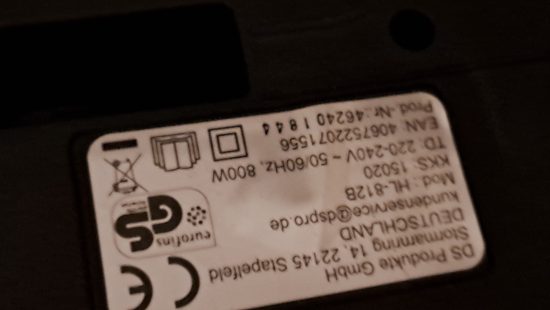 DS Produkte GmbH
Stormarnring 14, 22145 Stapelfeld
DEUTSCHLAND
kundenservice@dspro.de
Mod.: HL-812B
KKS: 15020
TD 220-240V ~ 50/60Hz, 800W
EAN: 4067522071556
Prod.-Nr.: 46240 1844
CE
eurofins
GS